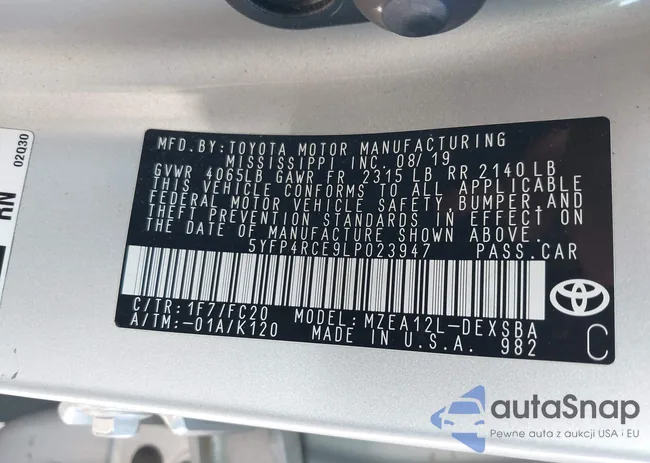 MFD.BY:TOYOTA MOTOR MANUFACTURING
MISSISSIPPI INC. 08/19
GVWR 4065LB GAWR FR 2315 LB RR 2140 LB
THIS VEHICLE CONFORMS TO ALL APPLICABLE
FEDERAL MOTOR VEHICLE SAFETY, BUMPER, AND
THEFT PREVENTION STANDARDS IN EFFECT ON
THE DATE OF MANUFACTURE SHOWN ABOVE.
5YFP4RCE9LP023947 PASS.CAR
C/TR: 1F7/FC20 MODEL: MZEA12L-DEXSBA
A/TM:-01A/K120 MADE IN U.S.A. 982
C
02Q30
RN
autaSnap
Pewne auta z aukcji USA i EU